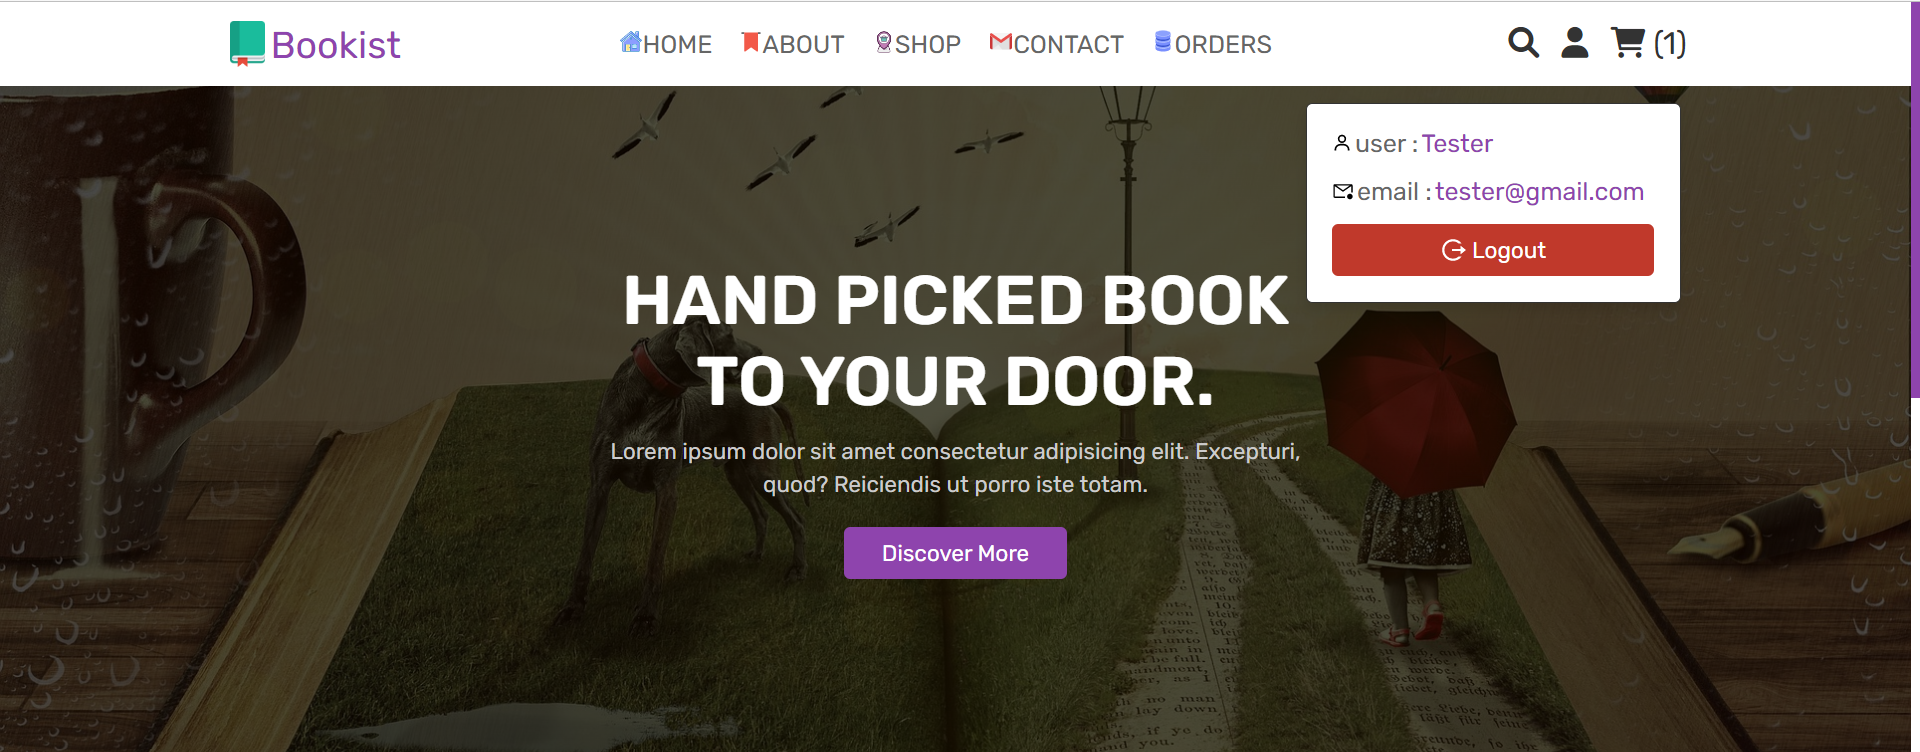 Bookist
HOME ABOUT SHOP CONTACT ORDERS
(1)
user : Tester
email : tester@gmail.com
Logout
HAND PICKED BOOK
TO YOUR DOOR.
Lorem ipsum dolor sit amet consectetur adipisicing elit. Excepturi,
quod? Reiciendis ut porro iste totam.
Discover More